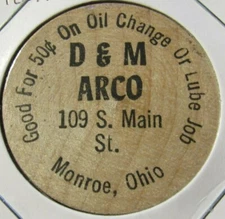 Good For 50¢ On Oil Change Or Lube Job
D & M
ARCO
109 S. Main
St.
Monroe, Ohio